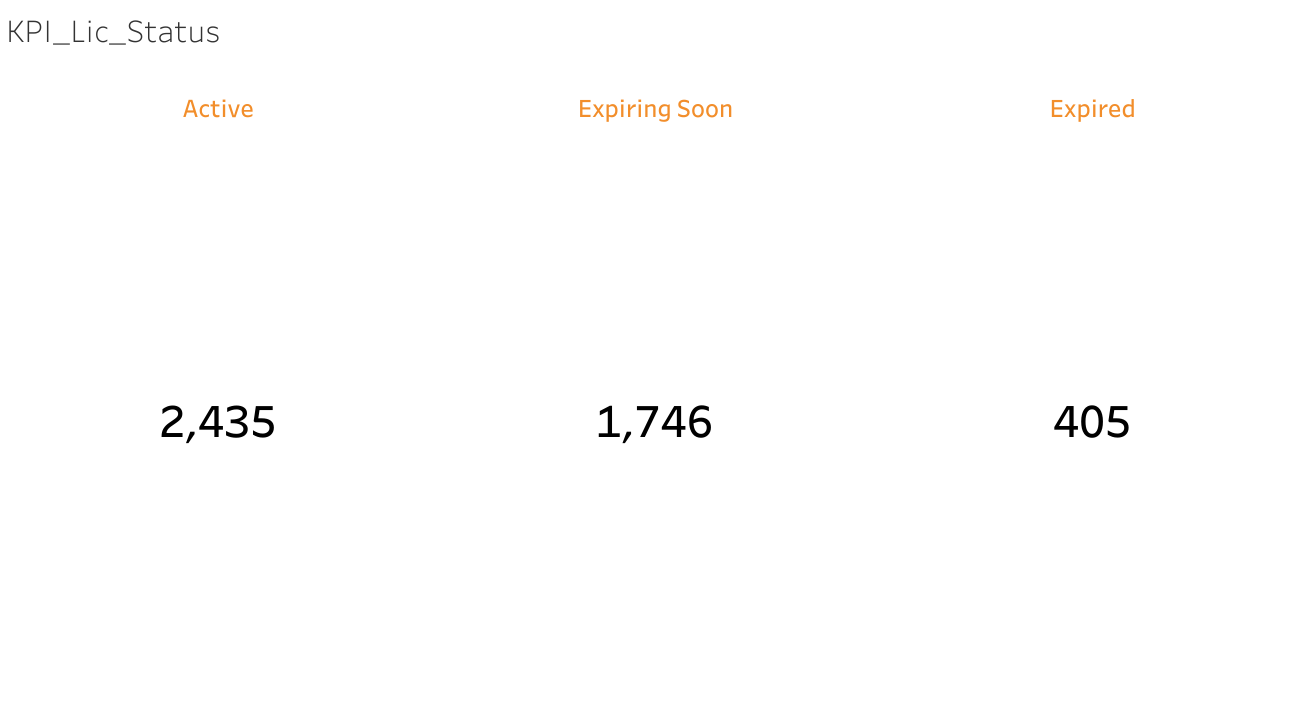 KPI_Lic_Status
Active Expiring Soon Expired
2,435 1,746 405